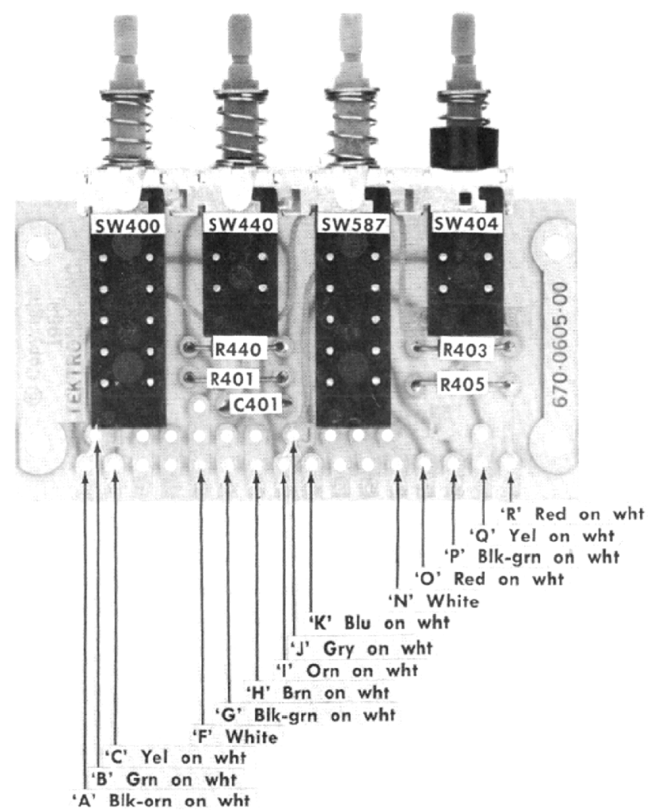 SW400
SW440
SW587
SW404
R440
R401
C401
R403
R405
670-0605-00
© Copyright
TEKTRO
'R' Red on wht
'Q' Yel on wht
'P' Blk-grn on wht
'O' Red on wht
'N' White
'K' Blu on wht
'J' Gry on wht
'I' Orn on wht
'H' Brn on wht
'G' Blk-grn on wht
'F' White
'C' Yel on wht
'B' Grn on wht
'A' Blk-orn on wht